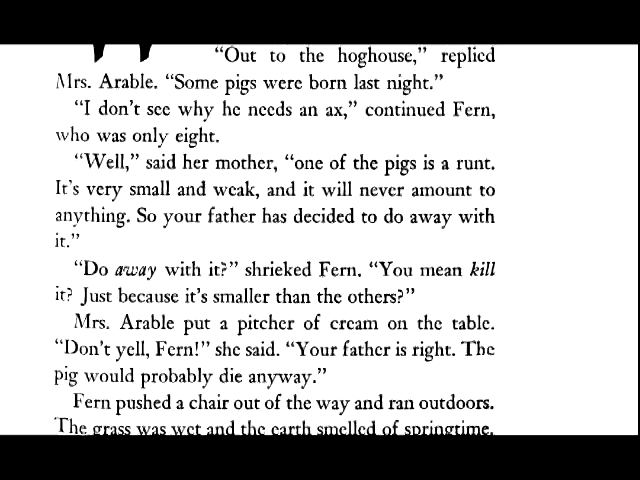 “Out to the hoghouse,” replied
Mrs. Arable. “Some pigs were born last night.”
“I don’t see why he needs an ax,” continued Fern,
who was only eight.
“Well,” said her mother, “one of the pigs is a runt.
It’s very small and weak, and it will never amount to
anything. So your father has decided to do away with
it.”
“Do away with it?” shrieked Fern. “You mean kill
it? Just because it’s smaller than the others?”
Mrs. Arable put a pitcher of cream on the table.
“Don’t yell, Fern!” she said. “Your father is right. The
pig would probably die anyway.”
Fern pushed a chair out of the way and ran outdoors.
The grass was wet and the earth smelled of springtime.